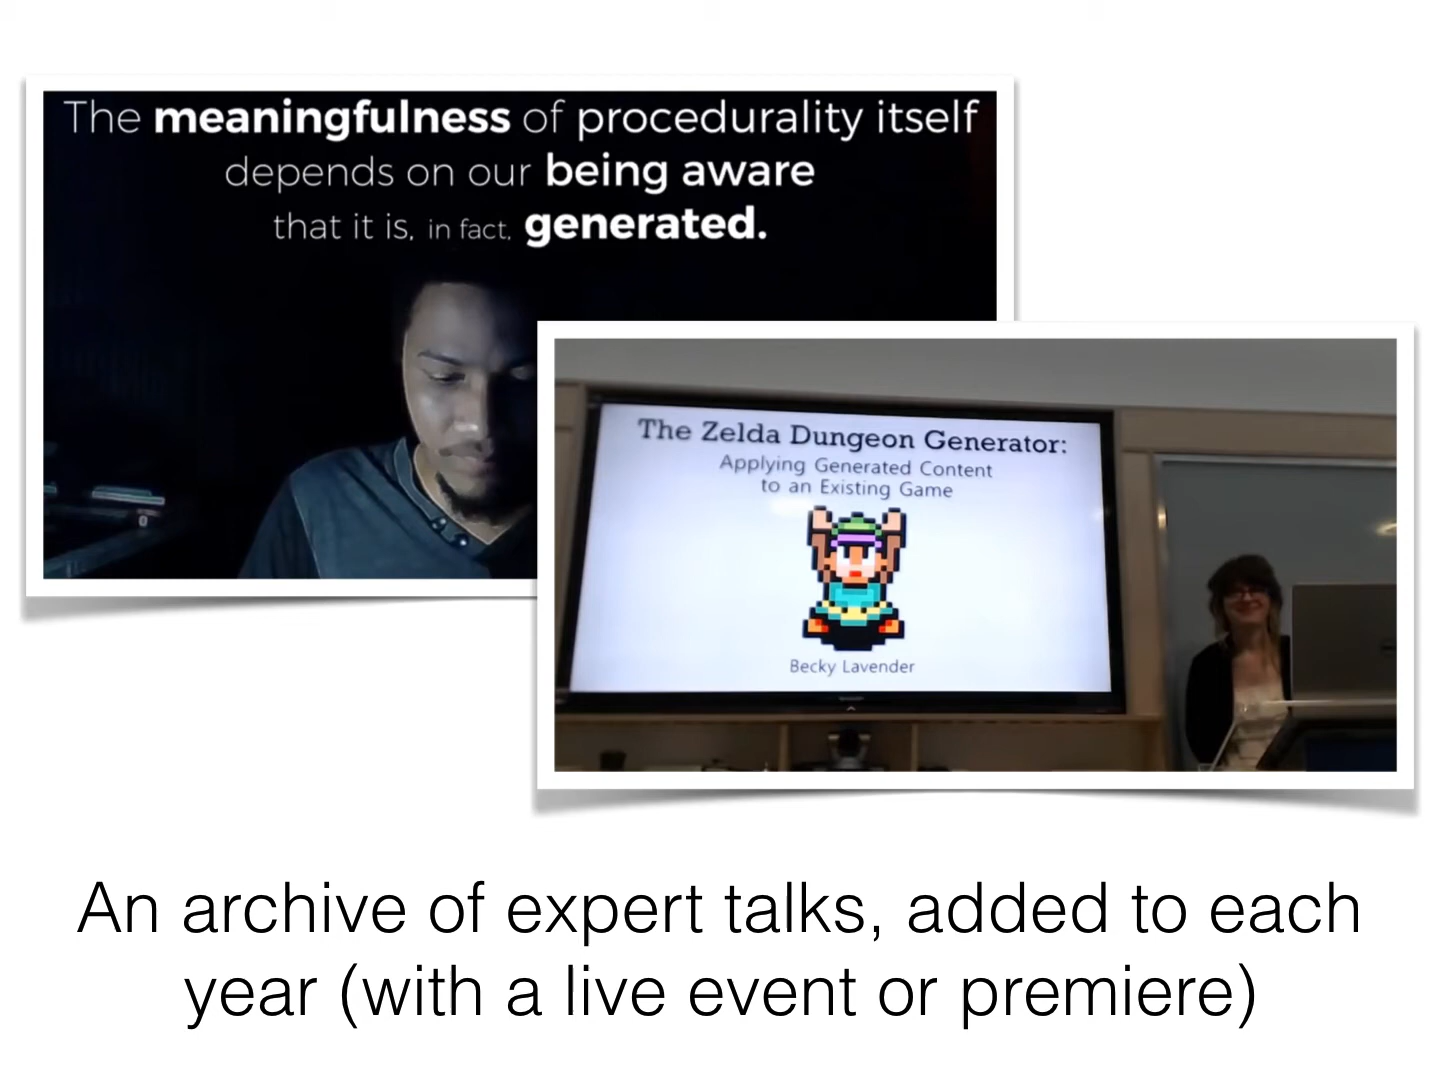 The meaningfulness of procedurality itself
depends on our being aware
that it is, in fact, generated.
The Zelda Dungeon Generator:
Applying Generated Content
to an Existing Game
Becky Lavender
An archive of expert talks, added to each
year (with a live event or premiere)